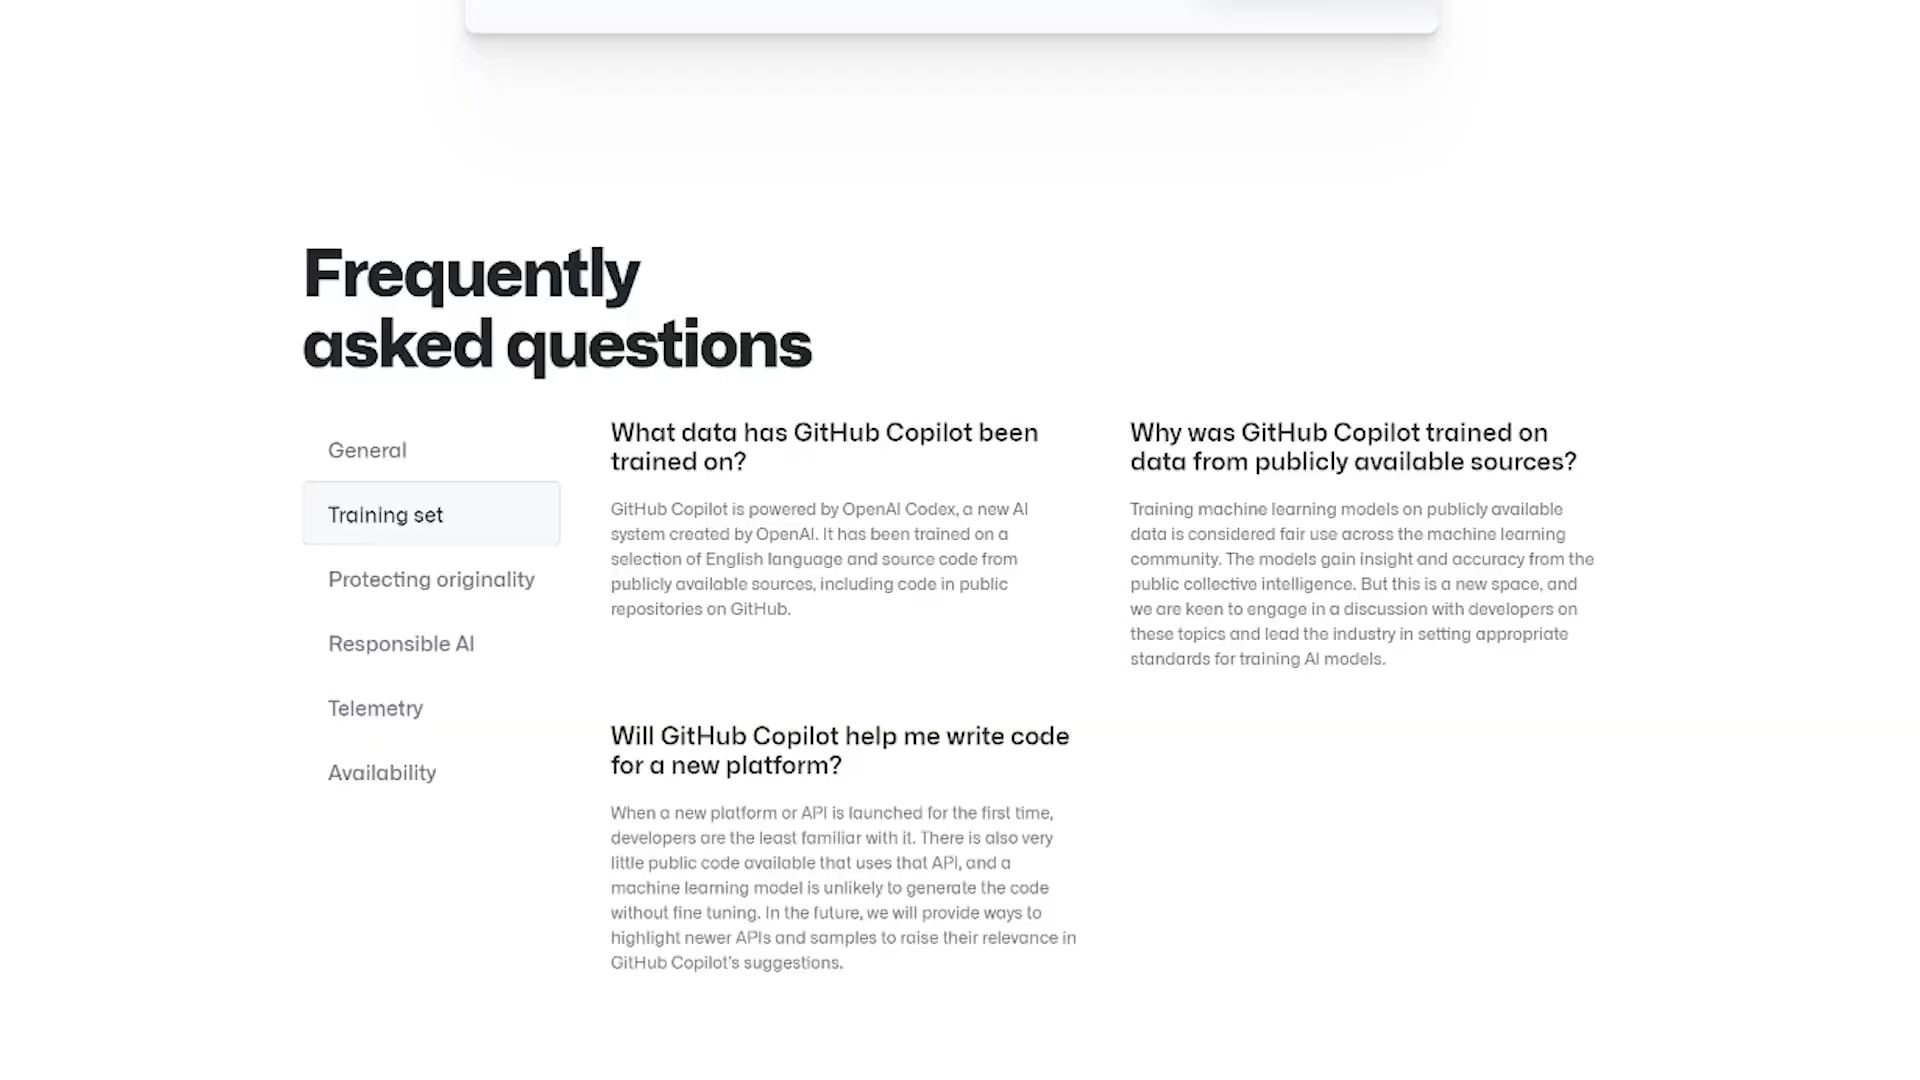 Frequently
asked questions
General
Training set
Protecting originality
Responsible AI
Telemetry
Availability
What data has GitHub Copilot been
trained on?
GitHub Copilot is powered by OpenAI Codex, a new AI
system created by OpenAI. It has been trained on a
selection of English language and source code from
publicly available sources, including code in public
repositories on GitHub.
Why was GitHub Copilot trained on
data from publicly available sources?
Training machine learning models on publicly available
data is considered fair use across the machine learning
community. The models gain insight and accuracy from the
public collective intelligence. But this is a new space, and
we are keen to engage in a discussion with developers on
these topics and lead the industry in setting appropriate
standards for training AI models.
Will GitHub Copilot help me write code
for a new platform?
When a new platform or API is launched for the first time,
developers are the least familiar with it. There is also very
little public code available that uses that API, and a
machine learning model is unlikely to generate the code
without fine tuning. In the future, we will provide ways to
highlight newer APIs and samples to raise their relevance in
GitHub Copilot's suggestions.